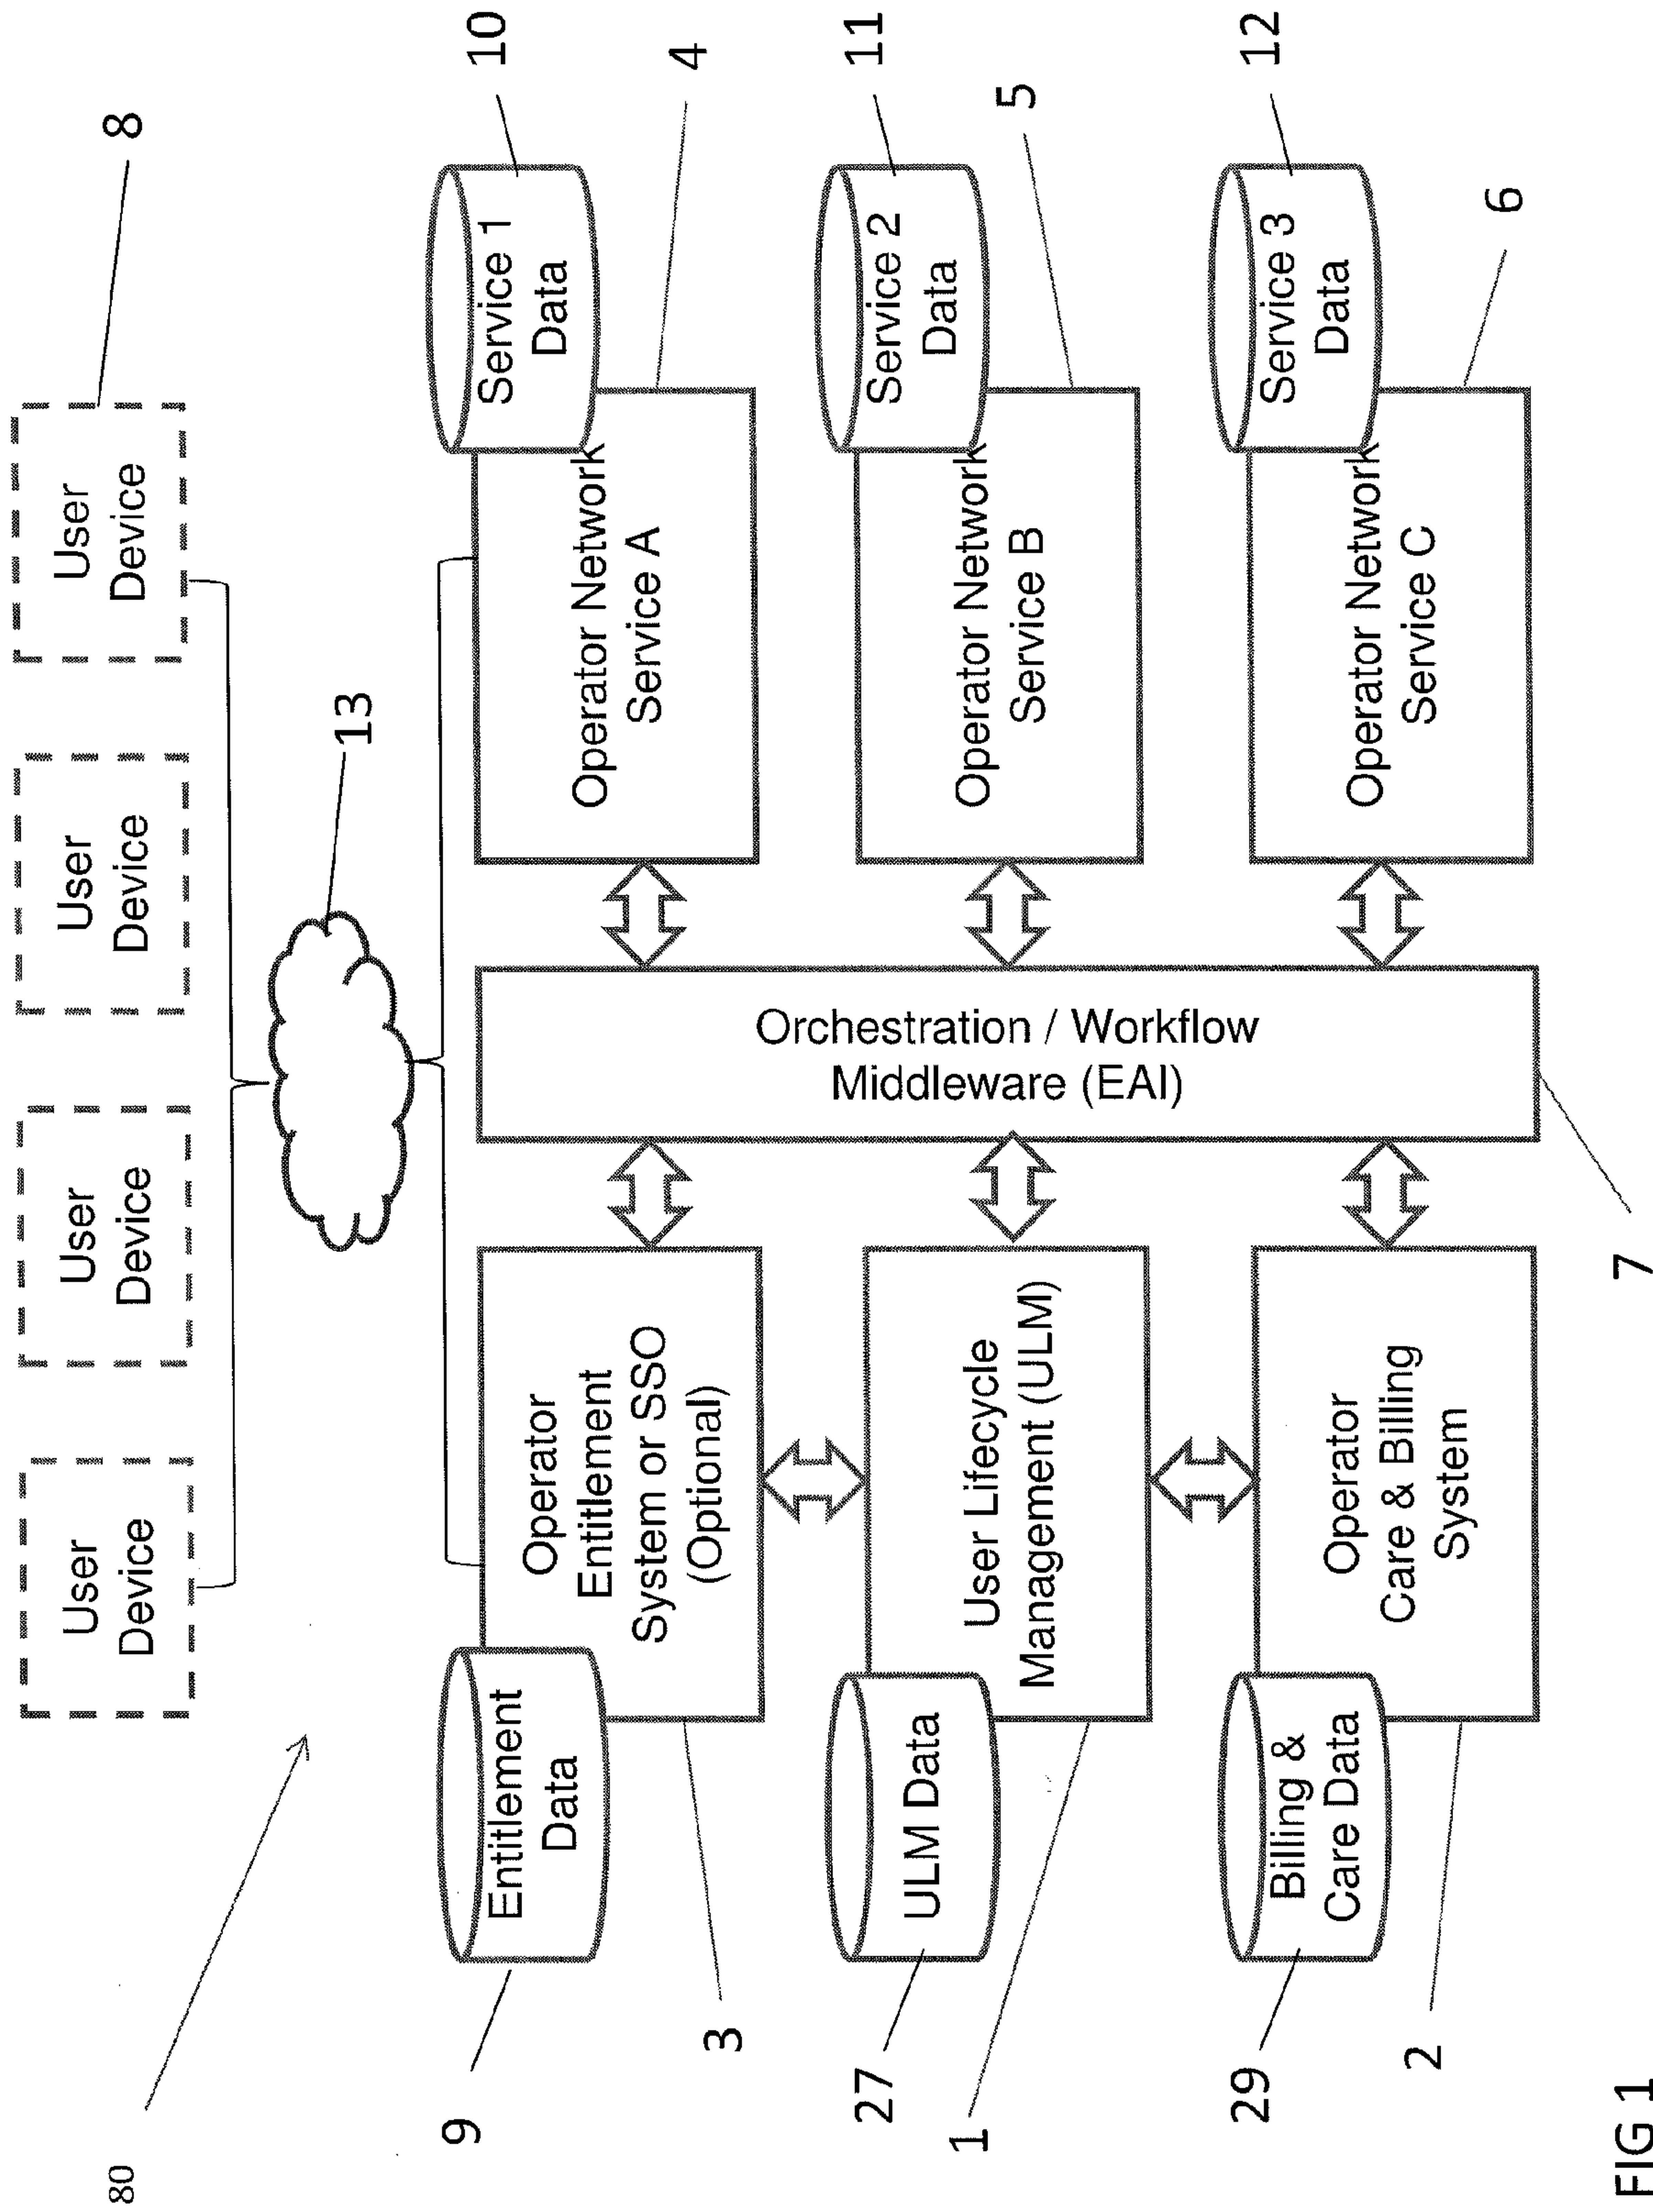 80
User
Device
User
Device
User
Device
User
Device
8
13
9
Entitlement
Data
Operator
Entitlement
System or SSO
(Optional)
3
Orchestration / Workflow
Middleware (EAI)
7
Operator Network
Service A
Service 1
Data
10
4
27
ULM Data
User Lifecycle
Management (ULM)
1
Operator Network
Service B
Service 2
Data
11
5
29
Billing &
Care Data
Operator
Care & Billing
System
2
Operator Network
Service C
Service 3
Data
12
6
FIG 1